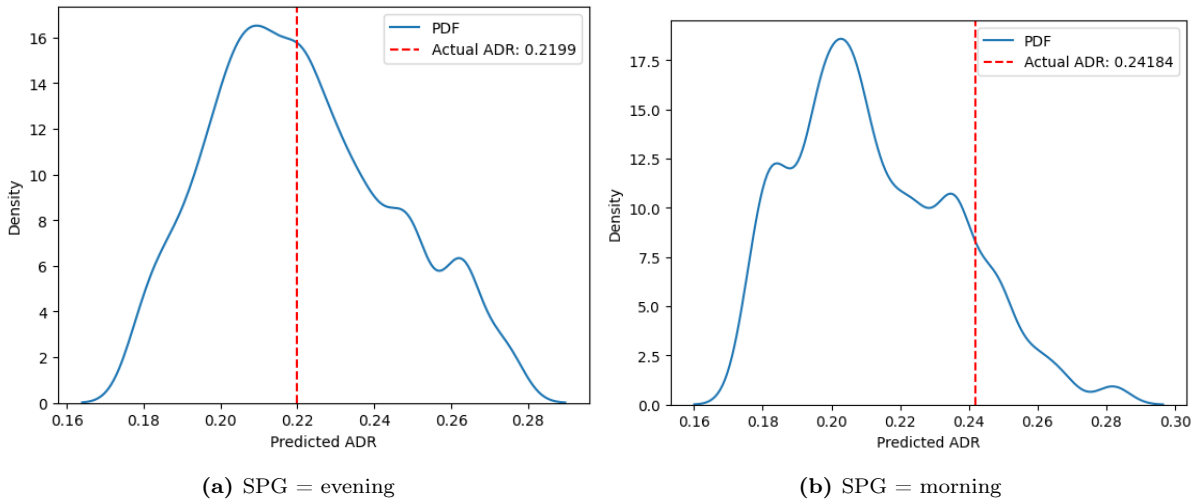 PDF
Actual ADR: 0.2199
16
14
12
10
8
6
4
2
0
Density
0.16 0.18 0.20 0.22 0.24 0.26 0.28
Predicted ADR
(a) SPG = evening
PDF
Actual ADR: 0.24184
17.5
15.0
12.5
10.0
7.5
5.0
2.5
0.0
Density
0.16 0.18 0.20 0.22 0.24 0.26 0.28 0.30
Predicted ADR
(b) SPG = morning